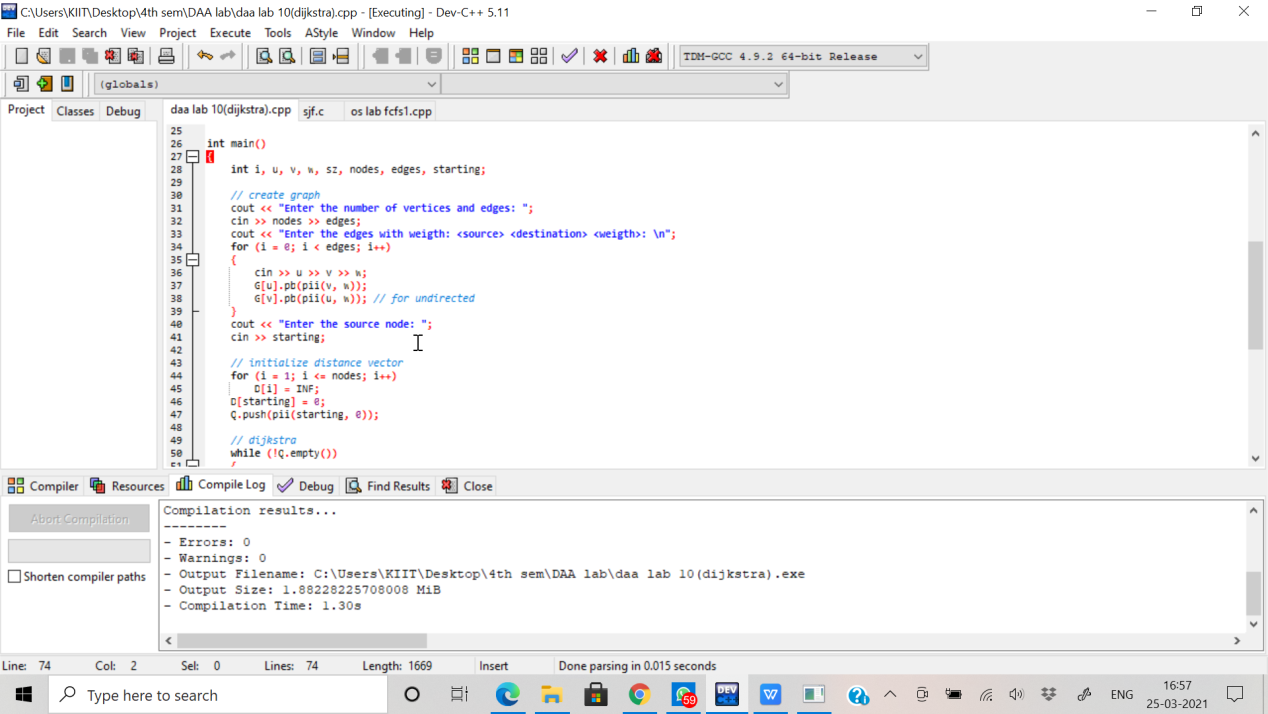 C:\Users\KIIT\Desktop\4th sem\DAA lab\daa lab 10(dijkstra).cpp - [Executing] - Dev-C++ 5.11
File Edit Search View Project Execute Tools AStyle Window Help
TDM-GCC 4.9.2 64-bit Release
(globals)
Project Classes Debug daa lab 10(dijkstra).cpp sjf.c os lab fcfs1.cpp
25
26 int main()
27 {
28 int i, u, v, w, sz, nodes, edges, starting;
29
30 // create graph
31 cout << "Enter the number of vertices and edges: ";
32 cin >> nodes >> edges;
33 cout << "Enter the edges with weigth: <source> <destination> <weigth>: \n";
34 for (i = 0; i < edges; i++)
35 {
36 cin >> u >> v >> w;
37 G[u].pb(pii(v, w));
38 G[v].pb(pii(u, w)); // for undirected
39 }
40 cout << "Enter the source node: ";
41 cin >> starting;
42
43 // initialize distance vector
44 for (i = 1; i <= nodes; i++)
45 D[i] = INF;
46 D[starting] = 0;
47 Q.push(pii(starting, 0));
48
49 // dijkstra
50 while (!Q.empty())
51 {
Compiler Resources Compile Log Debug Find Results Close
Abort Compilation
Shorten compiler paths
Compilation results...
--------
- Errors: 0
- Warnings: 0
- Output Filename: C:\Users\KIIT\Desktop\4th sem\DAA lab\daa lab 10(dijkstra).exe
- Output Size: 1.88228225708008 MiB
- Compilation Time: 1.30s
Line: 74 Col: 2 Sel: 0 Lines: 74 Length: 1669 Insert Done parsing in 0.015 seconds
Type here to search
59
DEV
ENG
16:57
25-03-2021